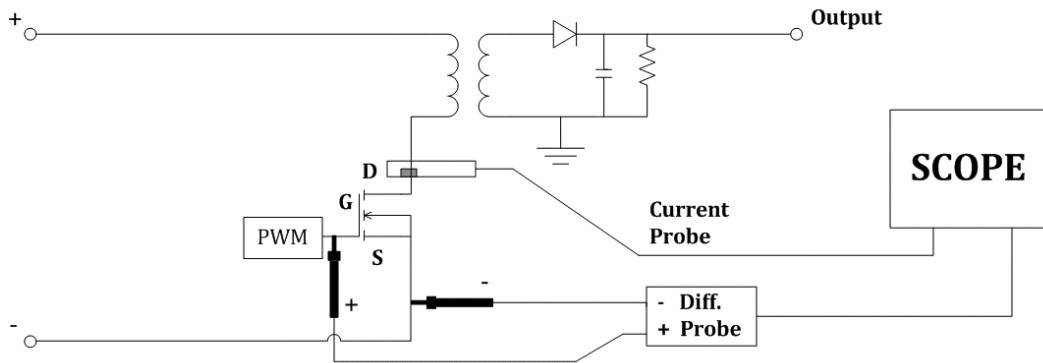 +
Output
D
SCOPE
G
Current
Probe
PWM
S
+
-
- Diff.
+ Probe
-